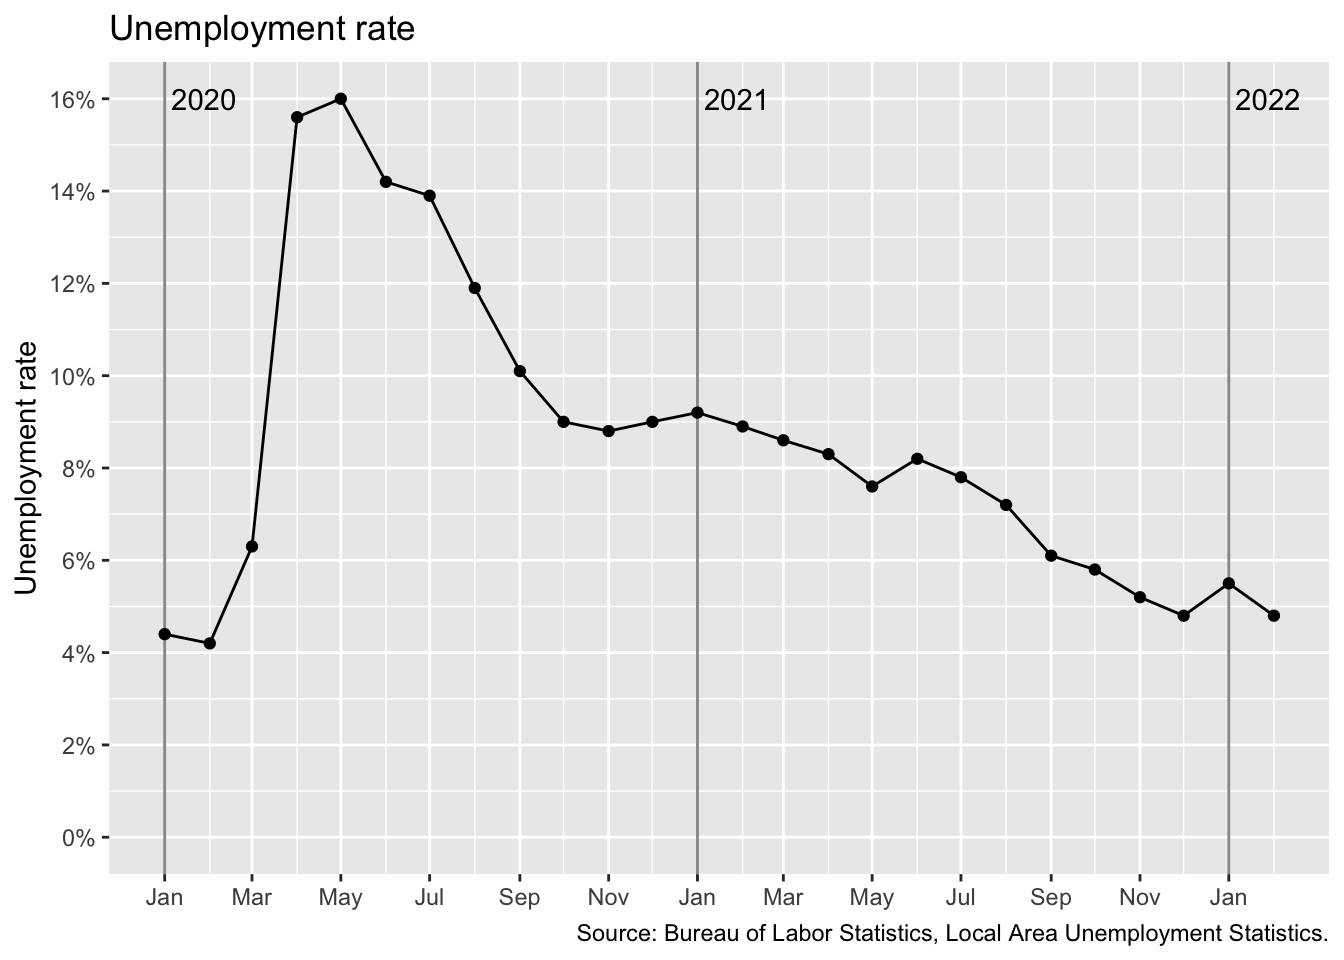 Unemployment rate
2020 2021 2022
16%
14%
12%
10%
8%
6%
4%
2%
0%
Unemployment rate
Jan Mar May Jul Sep Nov Jan Mar May Jul Sep Nov Jan
Source: Bureau of Labor Statistics, Local Area Unemployment Statistics.